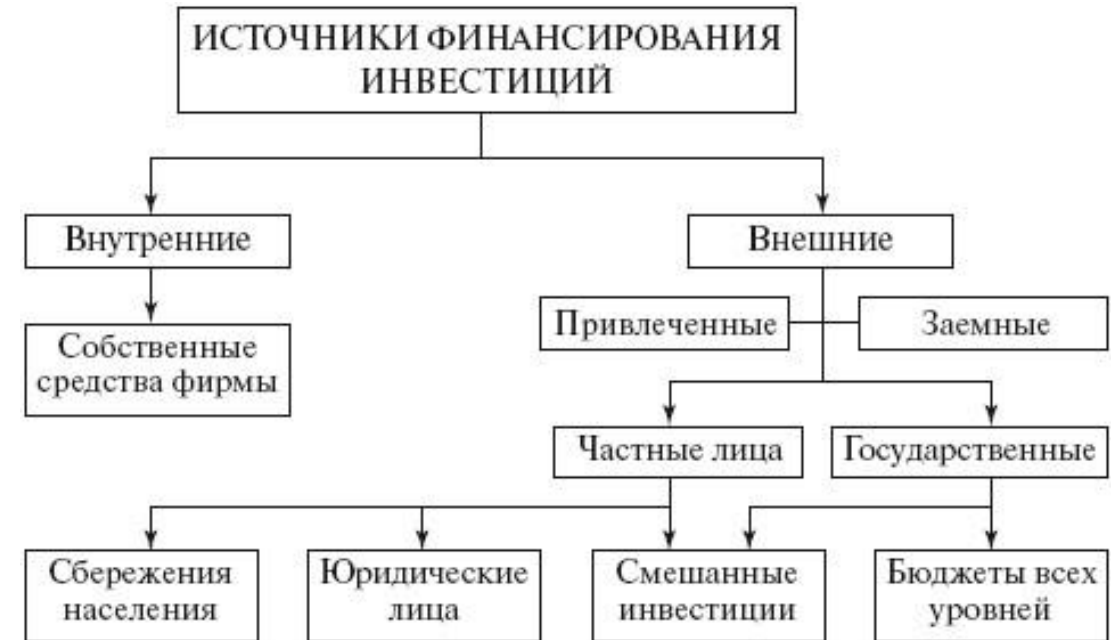 ИСТОЧНИКИ ФИНАНСИРОВАНИЯ
ИНВЕСТИЦИЙ
Внутренние
Внешние
Привлеченные
Заемные
Собственные
средства фирмы
Частные лица
Государственные
Сбережения
населения
Юридические
лица
Смешанные
инвестиции
Бюджеты всех
уровней